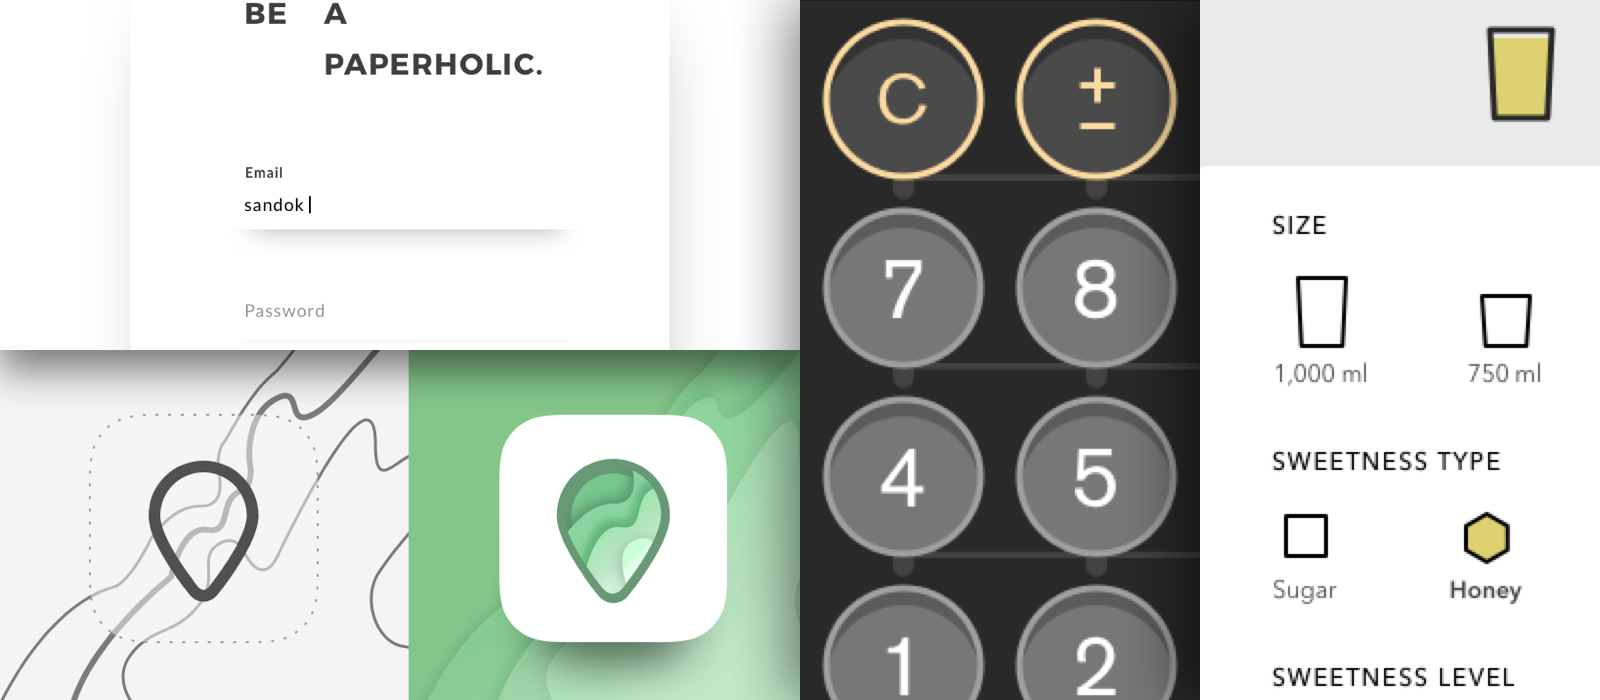 BE A
PAPERHOLIC.
Email
sandok
Password
C ±
7 8
4 5
1 2
SIZE
1,000 ml 750 ml
SWEETNESS TYPE
Sugar Honey
SWEETNESS LEVEL